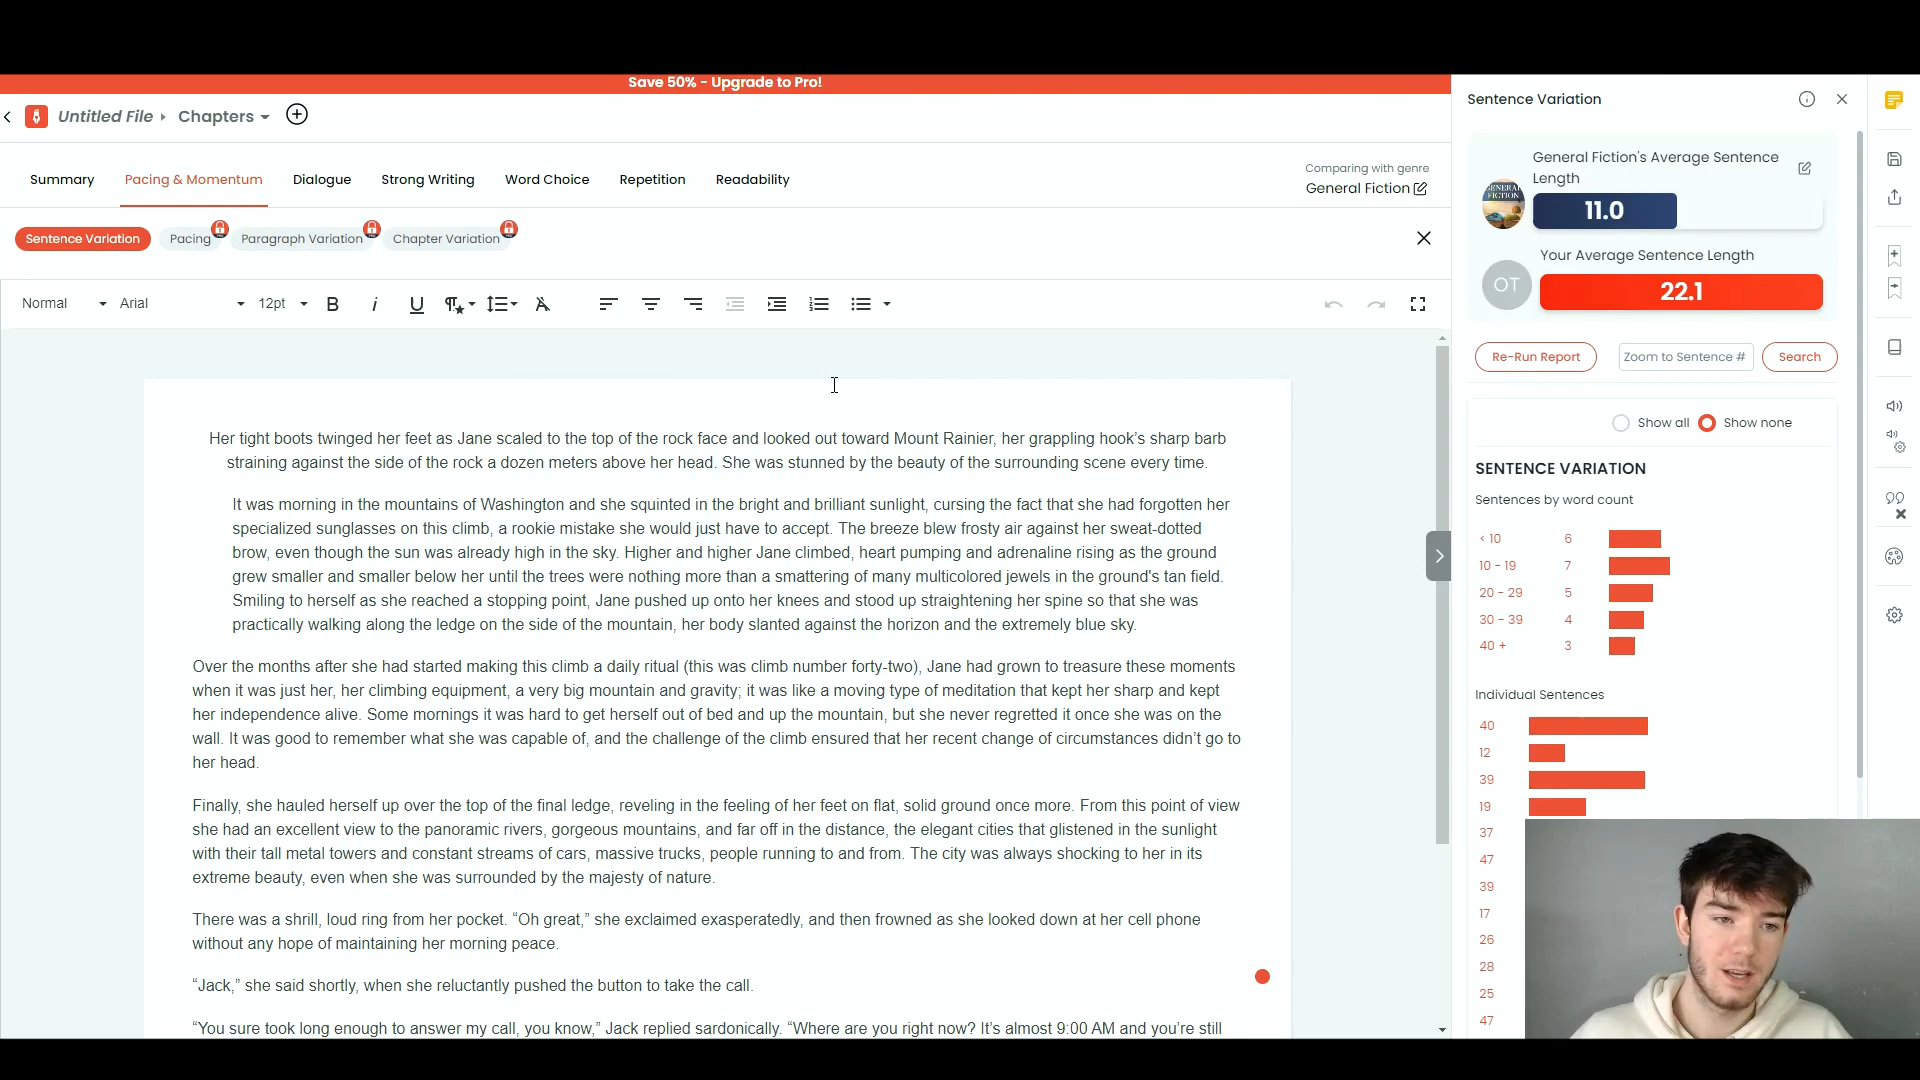 Save 50% - Upgrade to Pro!
Untitled File
Chapters
Summary
Pacing & Momentum
Dialogue
Strong Writing
Word Choice
Repetition
Readability
Comparing with genre
General Fiction
Sentence Variation
Pacing
Paragraph Variation
Chapter Variation
Normal
Arial
12pt
Her tight boots twinged her feet as Jane scaled to the top of the rock face and looked out toward Mount Rainier, her grappling hook’s sharp barb
straining against the side of the rock a dozen meters above her head. She was stunned by the beauty of the surrounding scene every time.
It was morning in the mountains of Washington and she squinted in the bright and brilliant sunlight, cursing the fact that she had forgotten her
specialized sunglasses on this climb, a rookie mistake she would just have to accept. The breeze blew frosty air against her sweat-dotted
brow, even though the sun was already high in the sky. Higher and higher Jane climbed, heart pumping and adrenaline rising as the ground
grew smaller and smaller below her until the trees were nothing more than a smattering of many multicolored jewels in the ground's tan field.
Smiling to herself as she reached a stopping point, Jane pushed up onto her knees and stood up straightening her spine so that she was
practically walking along the ledge on the side of the mountain, her body slanted against the horizon and the extremely blue sky.
Over the months after she had started making this climb a daily ritual (this was climb number forty-two), Jane had grown to treasure these moments
when it was just her, her climbing equipment, a very big mountain and gravity; it was like a moving type of meditation that kept her sharp and kept
her independence alive. Some mornings it was hard to get herself out of bed and up the mountain, but she never regretted it once she was on the
wall. It was good to remember what she was capable of, and the challenge of the climb ensured that her recent change of circumstances didn’t go to
her head.
Finally, she hauled herself up over the top of the final ledge, reveling in the feeling of her feet on flat, solid ground once more. From this point of view
she had an excellent view to the panoramic rivers, gorgeous mountains, and far off in the distance, the elegant cities that glistened in the sunlight
with their tall metal towers and constant streams of cars, massive trucks, people running to and from. The city was always shocking to her in its
extreme beauty, even when she was surrounded by the majesty of nature.
There was a shrill, loud ring from her pocket. “Oh great,” she exclaimed exasperatedly, and then frowned as she looked down at her cell phone
without any hope of maintaining her morning peace.
“Jack,” she said shortly, when she reluctantly pushed the button to take the call.
“You sure took long enough to answer my call, you know,” Jack replied sardonically. “Where are you right now? It’s almost 9:00 AM and you’re still
Sentence Variation
General Fiction's Average Sentence
Length
GENERAL
FICTION
11.0
Your Average Sentence Length
OT
22.1
Re-Run Report
Zoom to Sentence #
Search
Show all
Show none
SENTENCE VARIATION
Sentences by word count
< 10 6
10 - 19 7
20 - 29 5
30 - 39 4
40 + 3
Individual Sentences
40
12
39
19
37
47
39
17
26
28
25
47